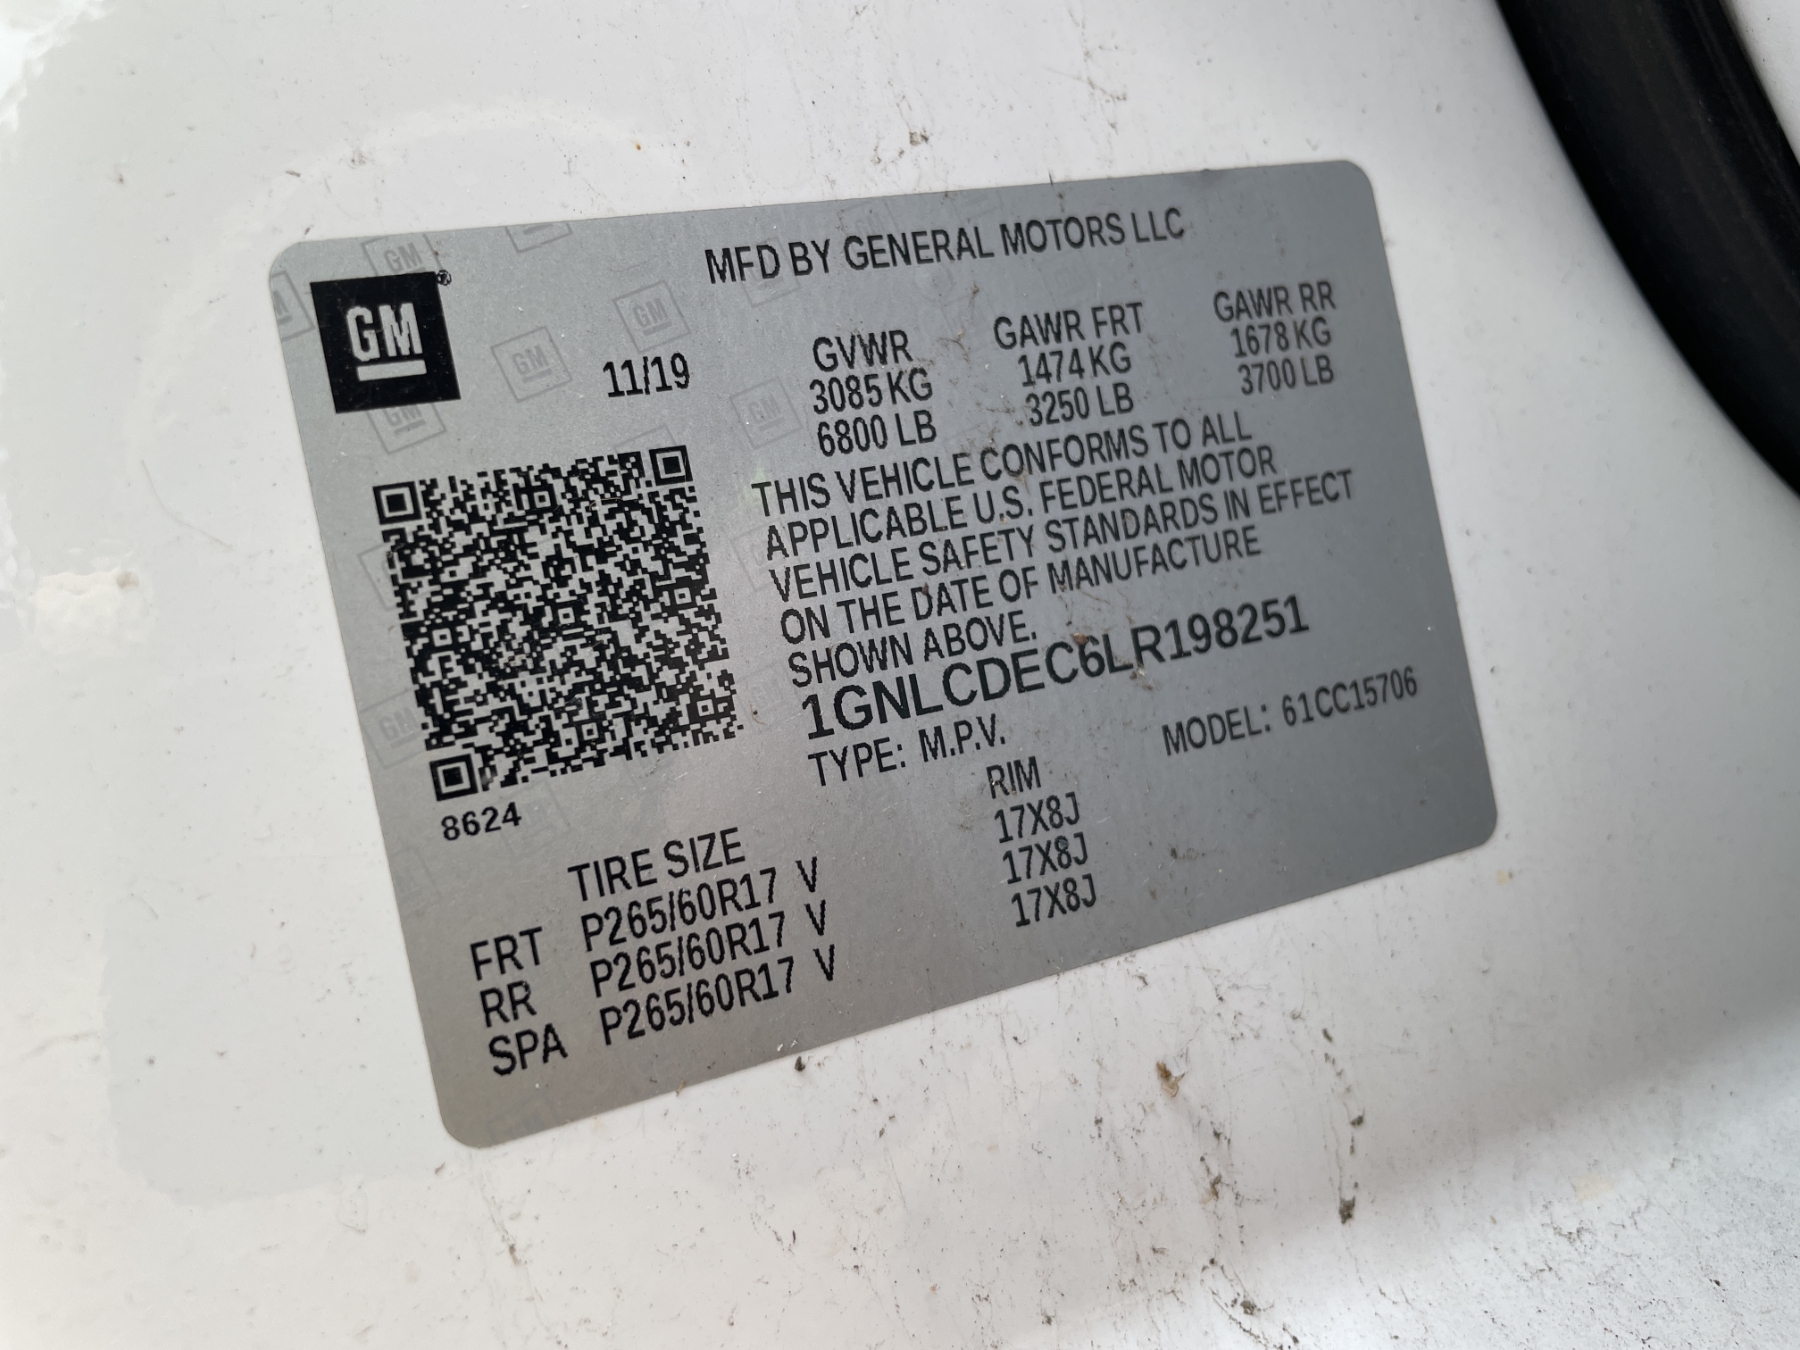 MFD BY GENERAL MOTORS LLC
GM®
11/19
GVWR GAWR FRT GAWR RR
3085 KG 1474 KG 1678 KG
6800 LB 3250 LB 3700 LB
THIS VEHICLE CONFORMS TO ALL
APPLICABLE U.S. FEDERAL MOTOR
VEHICLE SAFETY STANDARDS IN EFFECT
ON THE DATE OF MANUFACTURE
SHOWN ABOVE.
1GNLCDEC6LR198251
TYPE: M.P.V. MODEL: 61CC15706
8624
TIRE SIZE RIM
FRT P265/60R17 V 17X8J
RR P265/60R17 V 17X8J
SPA P265/60R17 V 17X8J